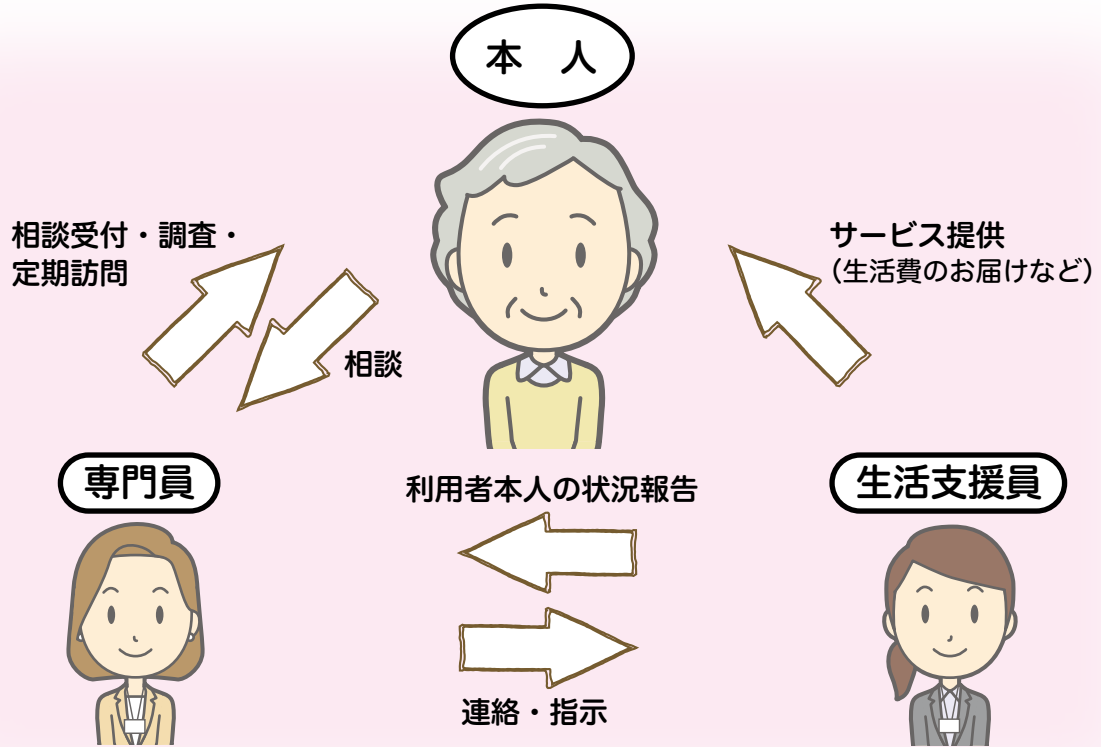 本 人
相談受付・調査・
定期訪問
サービス提供
（生活費のお届けなど）
相談
専門員
利用者本人の状況報告
生活支援員
連絡・指示